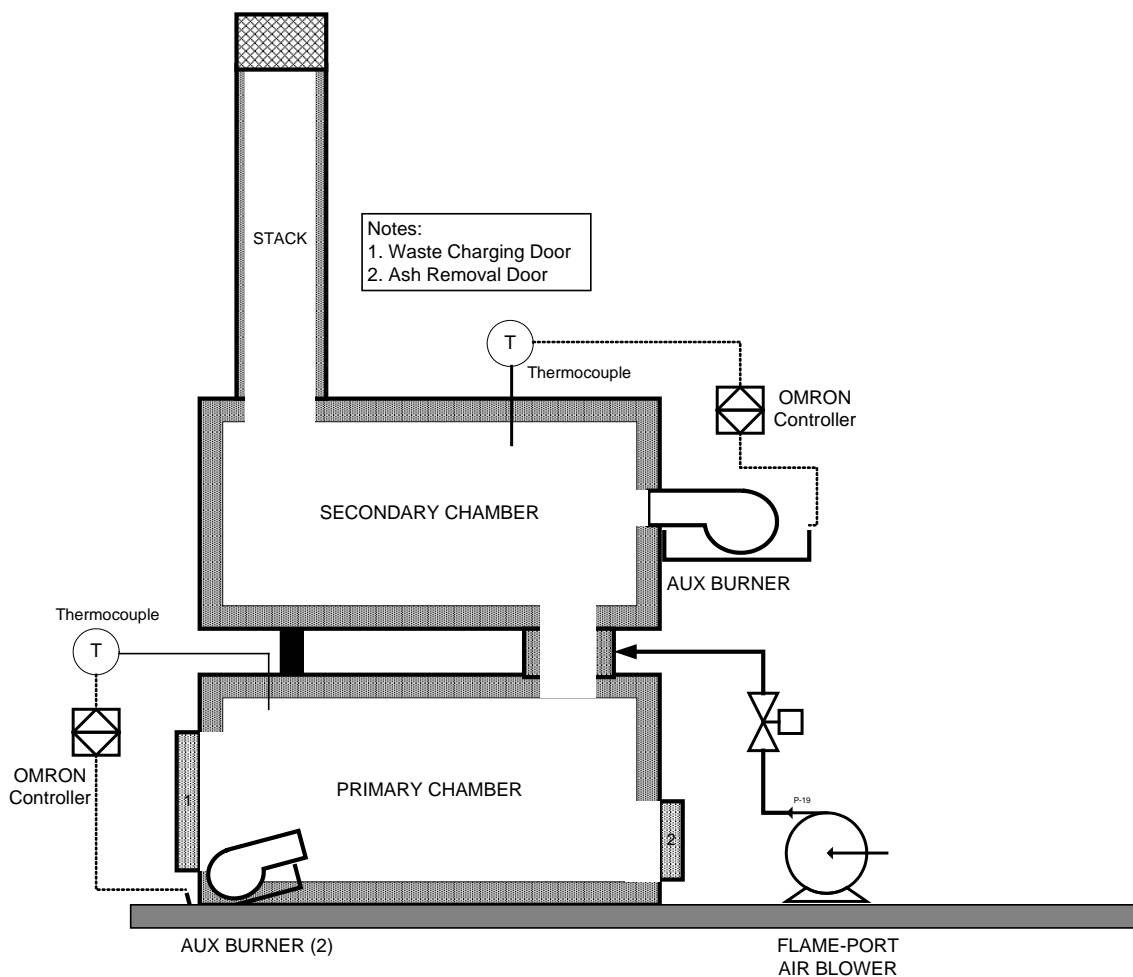 STACK
Notes:
1. Waste Charging Door
2. Ash Removal Door
T
Thermocouple
OMRON
Controller
SECONDARY CHAMBER
AUX BURNER
Thermocouple
T
OMRON
Controller
1
PRIMARY CHAMBER
2
P-19
AUX BURNER (2)
FLAME-PORT
AIR BLOWER